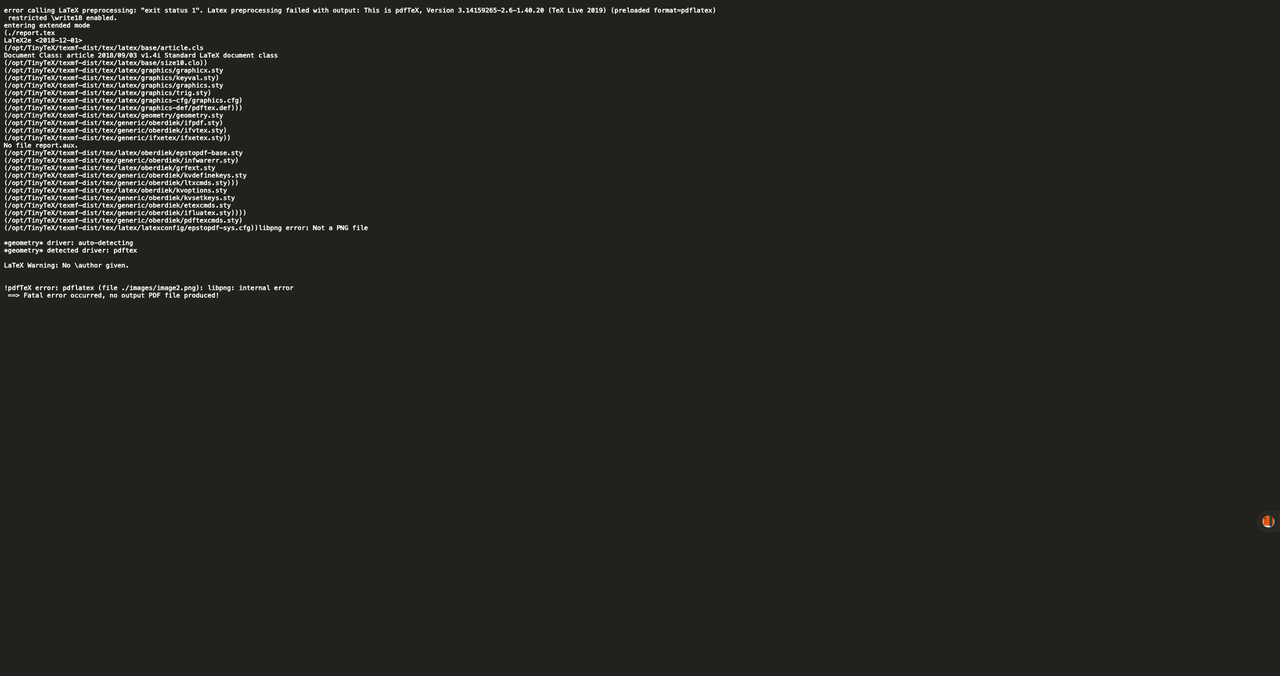 error calling LaTeX preprocessing: "exit status 1". Latex preprocessing failed with output: This is pdfTeX, Version 3.14159265-2.6-1.40.20 (TeX Live 2019) (preloaded format=pdflatex)
restricted \write18 enabled.
entering extended mode
(./report.tex
LaTeX2e <2018-12-01>
(/opt/TinyTeX/texmf-dist/tex/latex/base/article.cls
Document Class: article 2018/09/03 v1.4i Standard LaTeX document class
(/opt/TinyTeX/texmf-dist/tex/latex/base/size10.clo))
(/opt/TinyTeX/texmf-dist/tex/latex/graphics/graphicx.sty
(/opt/TinyTeX/texmf-dist/tex/latex/graphics/keyval.sty)
(/opt/TinyTeX/texmf-dist/tex/latex/graphics/graphics.sty
(/opt/TinyTeX/texmf-dist/tex/latex/graphics/trig.sty)
(/opt/TinyTeX/texmf-dist/tex/latex/graphics-cfg/graphics.cfg)
(/opt/TinyTeX/texmf-dist/tex/latex/graphics-def/pdftex.def)))
(/opt/TinyTeX/texmf-dist/tex/latex/geometry/geometry.sty
(/opt/TinyTeX/texmf-dist/tex/generic/oberdiek/ifpdf.sty)
(/opt/TinyTeX/texmf-dist/tex/generic/oberdiek/ifvtex.sty)
(/opt/TinyTeX/texmf-dist/tex/generic/ifxetex/ifxetex.sty))
No file report.aux.
(/opt/TinyTeX/texmf-dist/tex/latex/oberdiek/epstopdf-base.sty
(/opt/TinyTeX/texmf-dist/tex/generic/oberdiek/infwarerr.sty)
(/opt/TinyTeX/texmf-dist/tex/latex/oberdiek/grfext.sty
(/opt/TinyTeX/texmf-dist/tex/generic/oberdiek/kvdefinekeys.sty
(/opt/TinyTeX/texmf-dist/tex/generic/oberdiek/ltxcmds.sty)))
(/opt/TinyTeX/texmf-dist/tex/latex/oberdiek/kvoptions.sty
(/opt/TinyTeX/texmf-dist/tex/generic/oberdiek/kvsetkeys.sty
(/opt/TinyTeX/texmf-dist/tex/generic/oberdiek/etexcmds.sty
(/opt/TinyTeX/texmf-dist/tex/generic/oberdiek/ifluatex.sty))))
(/opt/TinyTeX/texmf-dist/tex/generic/oberdiek/pdftexcmds.sty)
(/opt/TinyTeX/texmf-dist/tex/latex/latexconfig/epstopdf-sys.cfg))libpng error: Not a PNG file
*geometry* driver: auto-detecting
*geometry* detected driver: pdftex
LaTeX Warning: No \author given.
!pdfTeX error: pdflatex (file ./images/image2.png): libpng: internal error
==> Fatal error occurred, no output PDF file produced!